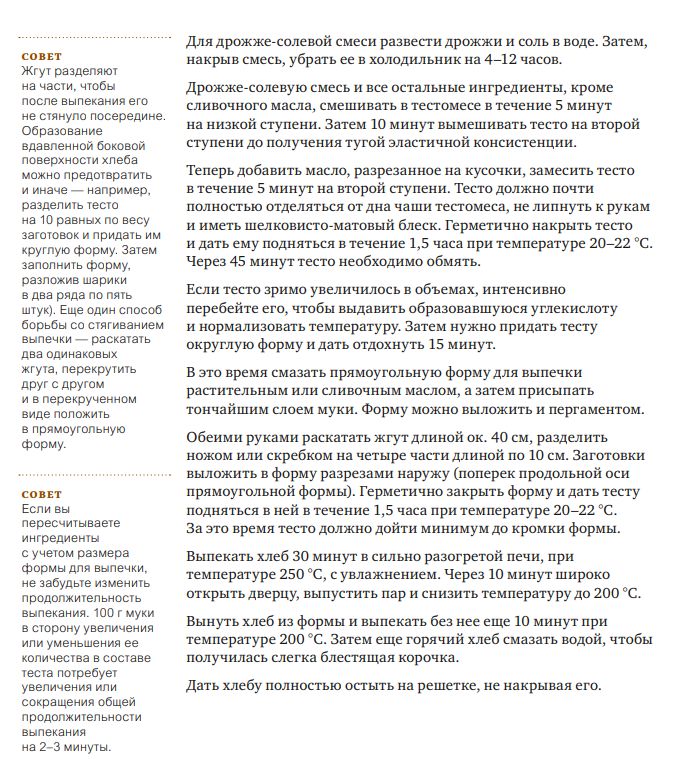 СОВЕТ
Жгут разделяют
на части, чтобы
после выпекания его
не стянуло посередине.
Образование
вдавленной боковой
поверхности хлеба
можно предотвратить
и иначе — например,
разделить тесто
на 10 равных по весу
заготовок и придать им
круглую форму. Затем
заполнить форму,
разложив шарики
в два ряда по пять
штук). Еще один способ
борьбы со стягиванием
выпечки — раскатать
два одинаковых
жгута, перекрутить
друг с другом
и в перекрученном
виде положить
в прямоугольную
форму.
СОВЕТ
Если вы
пересчитываете
ингредиенты
с учетом размера
формы для выпечки,
не забудьте изменить
продолжительность
выпекания. 100 г муки
в сторону увеличения
или уменьшения ее
количества в составе
теста потребует
увеличения или
сокращения общей
продолжительности
выпекания
на 2–3 минуты.
Для дрожже-солевой смеси развести дрожжи и соль в воде. Затем,
накрыв смесь, убрать ее в холодильник на 4–12 часов.
Дрожже-солевую смесь и все остальные ингредиенты, кроме
сливочного масла, смешивать в тестомесе в течение 5 минут
на низкой ступени. Затем 10 минут вымешивать тесто на второй
ступени до получения тугой эластичной консистенции.
Теперь добавить масло, разрезанное на кусочки, замесить тесто
в течение 5 минут на второй ступени. Тесто должно почти
полностью отделяться от дна чаши тестомеса, не липнуть к рукам
и иметь шелковисто-матовый блеск. Герметично накрыть тесто
и дать ему подняться в течение 1,5 часа при температуре 20–22 °C.
Через 45 минут тесто необходимо обмять.
Если тесто зримо увеличилось в объемах, интенсивно
перебейте его, чтобы выдавить образовавшуюся углекислоту
и нормализовать температуру. Затем нужно придать тесту
округлую форму и дать отдохнуть 15 минут.
В это время смазать прямоугольную форму для выпечки
растительным или сливочным маслом, а затем присыпать
тончайшим слоем муки. Форму можно выложить и пергаментом.
Обеими руками раскатать жгут длиной ок. 40 см, разделить
ножом или скребком на четыре части длиной по 10 см. Заготовки
выложить в форму разрезами наружу (поперек продольной оси
прямоугольной формы). Герметично закрыть форму и дать тесту
подняться в ней в течение 1,5 часа при температуре 20–22 °C.
За это время тесто должно дойти минимум до кромки формы.
Выпекать хлеб 30 минут в сильно разогретой печи, при
температуре 250 °C, с увлажнением. Через 10 минут широко
открыть дверцу, выпустить пар и снизить температуру до 200 °C.
Вынуть хлеб из формы и выпекать без нее еще 10 минут при
температуре 200 °C. Затем еще горячий хлеб смазать водой, чтобы
получилась слегка блестящая корочка.
Дать хлебу полностью остыть на решетке, не накрывая его.